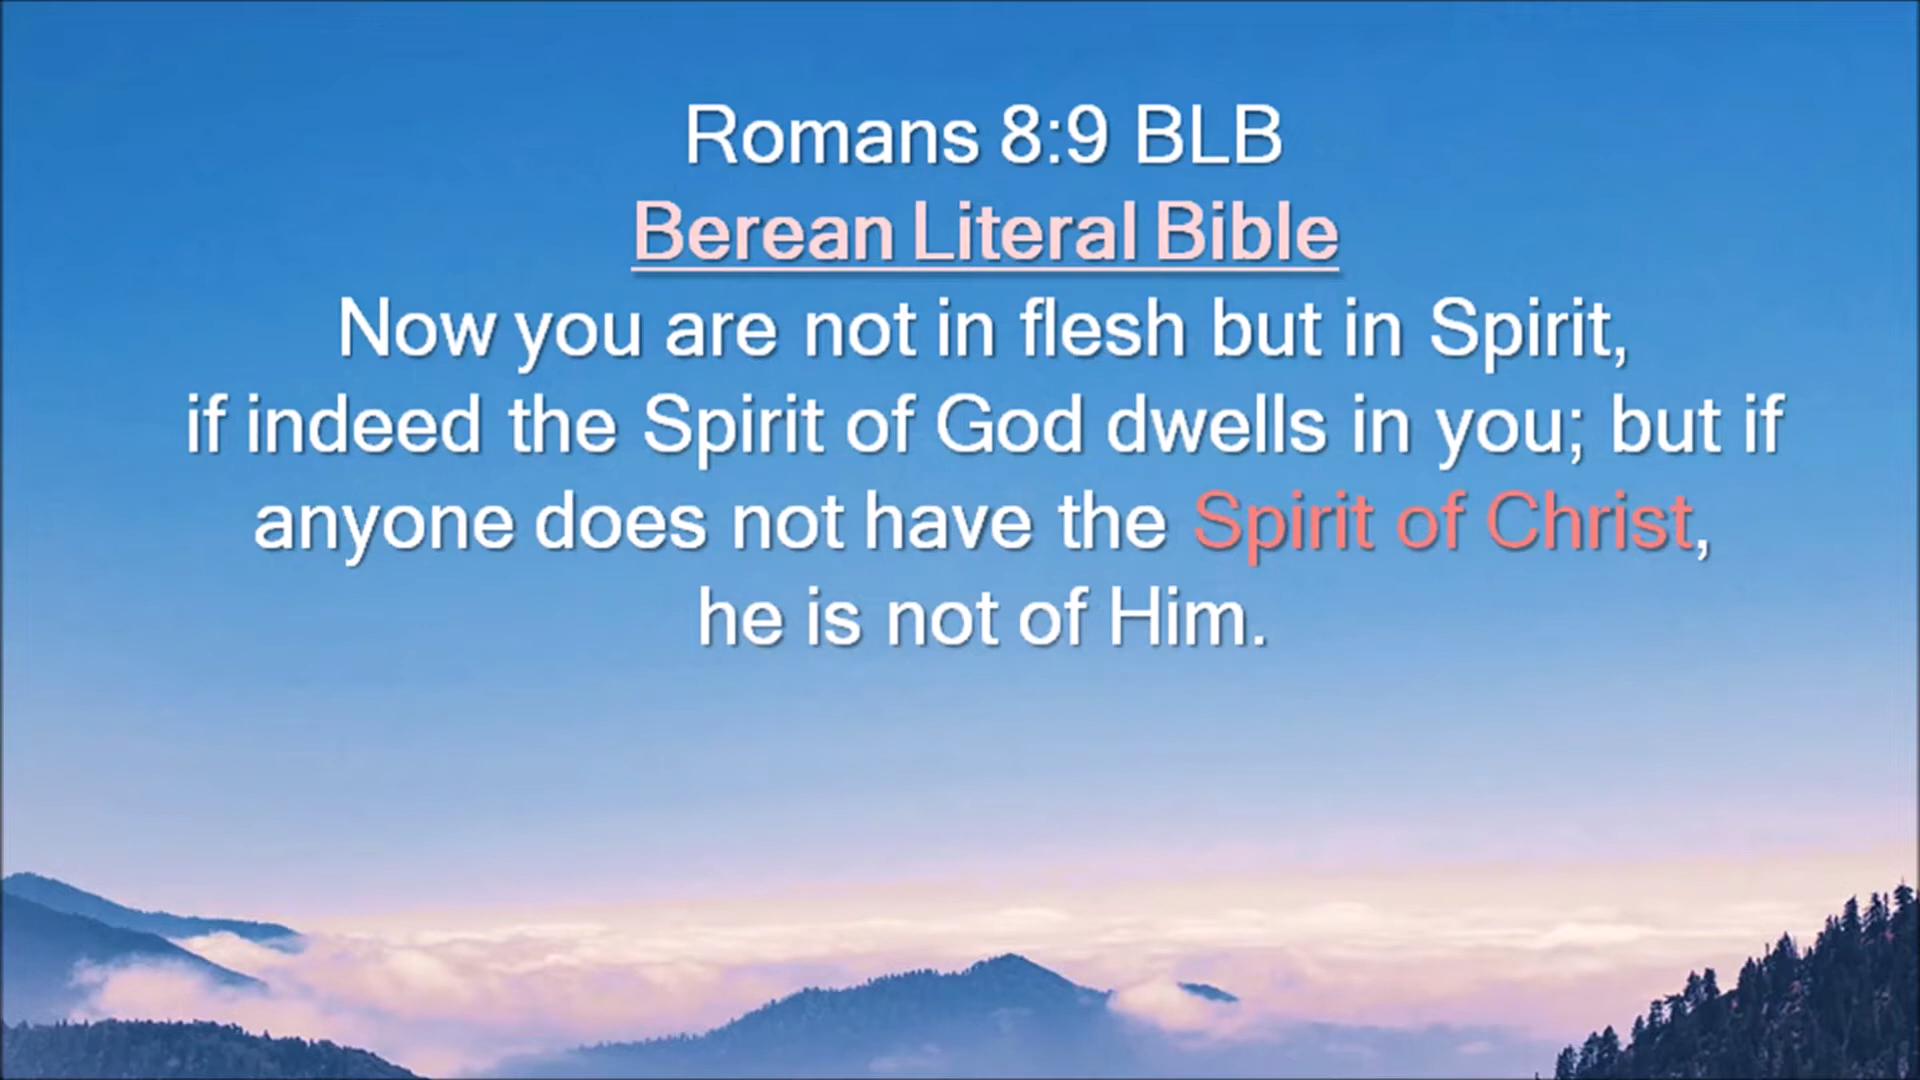 Romans 8:9 BLB
Berean Literal Bible
Now you are not in flesh but in Spirit,
if indeed the Spirit of God dwells in you; but if
anyone does not have the Spirit of Christ,
he is not of Him.